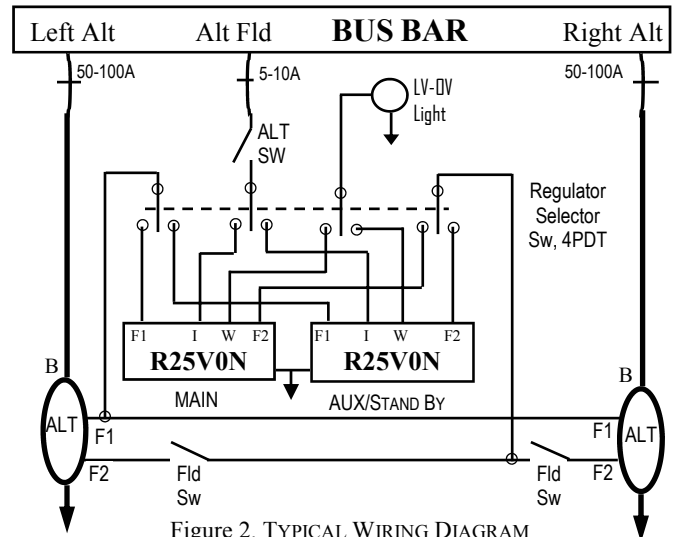 Left Alt Alt Fld BUS BAR Right Alt
50-100A 5-10A 50-100A
LV-OV
Light
ALT
SW
Regulator
Selector
Sw, 4PDT
F1 I W F2 F1 I W F2
R25V0N R25V0N
MAIN AUX/STAND BY
B B
ALT ALT
F1 F1
F2 F2
Fld
Sw
Fld
Sw
Figure 2. TYPICAL WIRING DIAGRAM